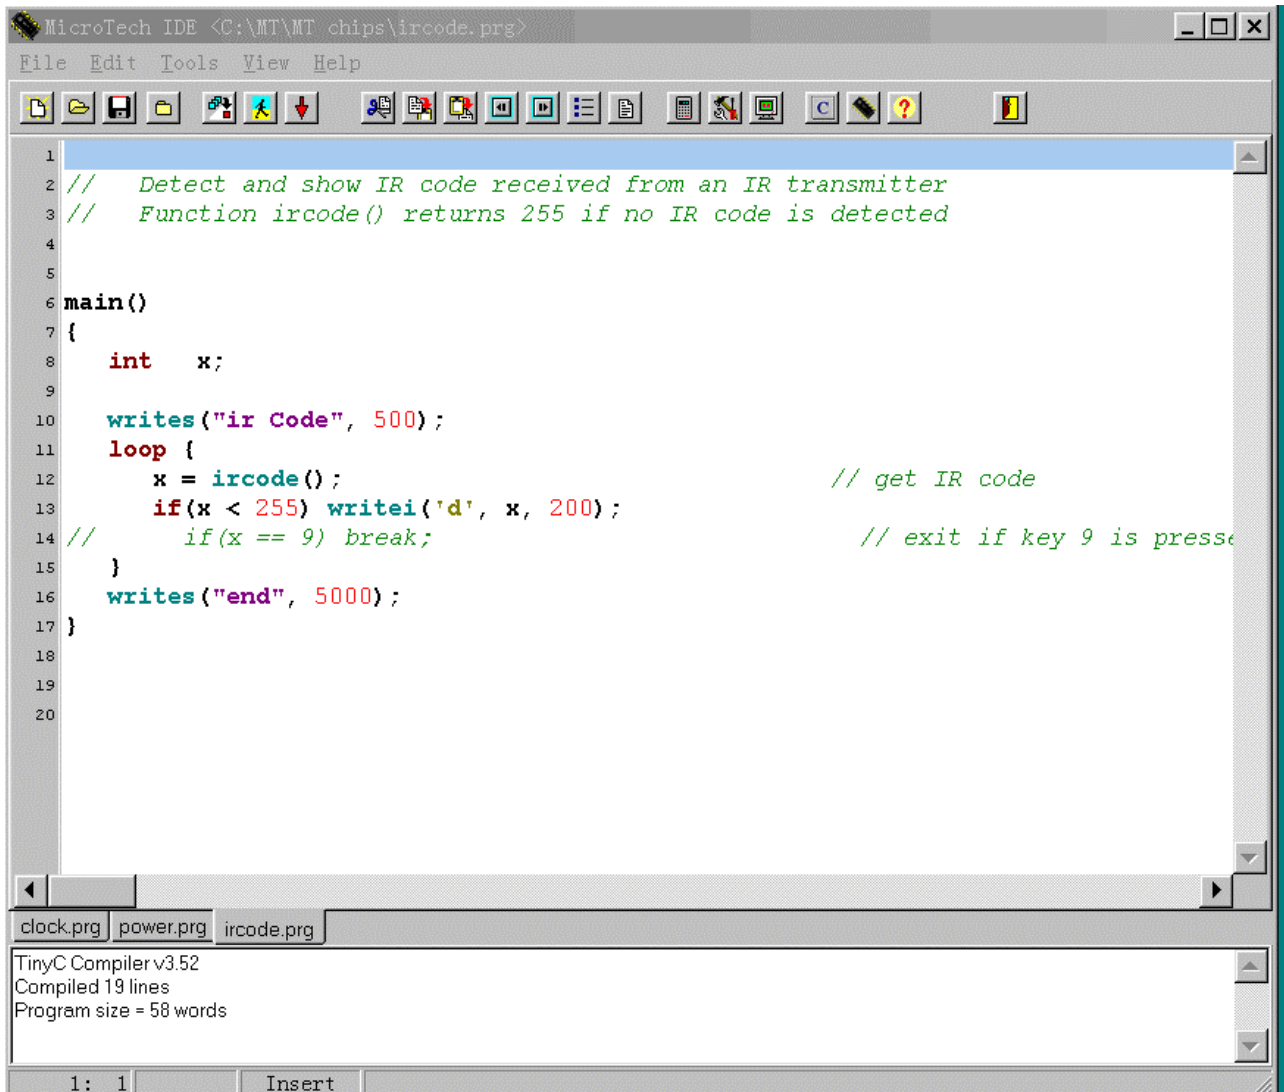 MicroTech IDE <C:\MT\MT chips\ircode.prg>
File Edit Tools View Help
C ?
1
2 // Detect and show IR code received from an IR transmitter
3 // Function ircode() returns 255 if no IR code is detected
4
5
6 main()
7 {
8 int x;
9
10 writes("ir Code", 500);
11 loop {
12 x = ircode(); // get IR code
13 if(x < 255) writei('d', x, 200);
14 // if(x == 9) break; // exit if key 9 is presse
15 }
16 writes("end", 5000);
17 }
18
19
20
clock.prg power.prg ircode.prg
TinyC Compiler v3.52
Compiled 19 lines
Program size = 58 words
1: 1 Insert